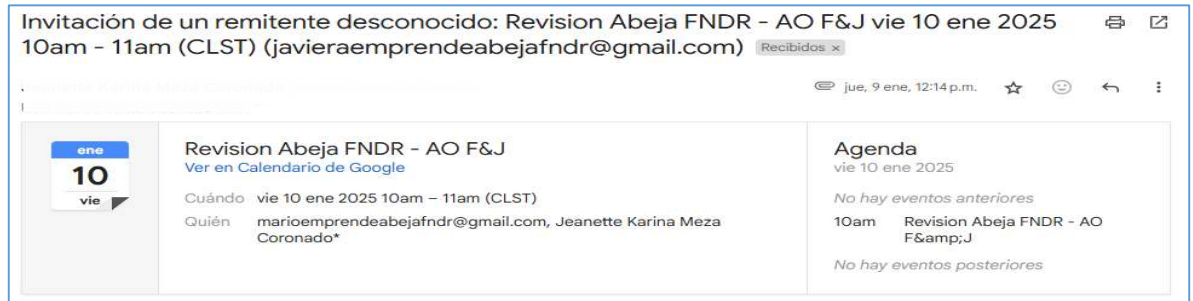 Invitación de un remitente desconocido: Revision Abeja FNDR - AO F&J vie 10 ene 2025
10am - 11am (CLST) (javieraemprendeabejafndr@gmail.com) Recibidos ×
jue, 9 ene, 12:14 p.m.
ene
10
vie
Revision Abeja FNDR - AO F&J
Ver en Calendario de Google
Cuándo vie 10 ene 2025 10am – 11am (CLST)
Quién marioemprendeabejafndr@gmail.com, Jeanette Karina Meza
Coronado*
Agenda
vie 10 ene 2025
No hay eventos anteriores
10am Revision Abeja FNDR - AO
F&amp;J
No hay eventos posteriores